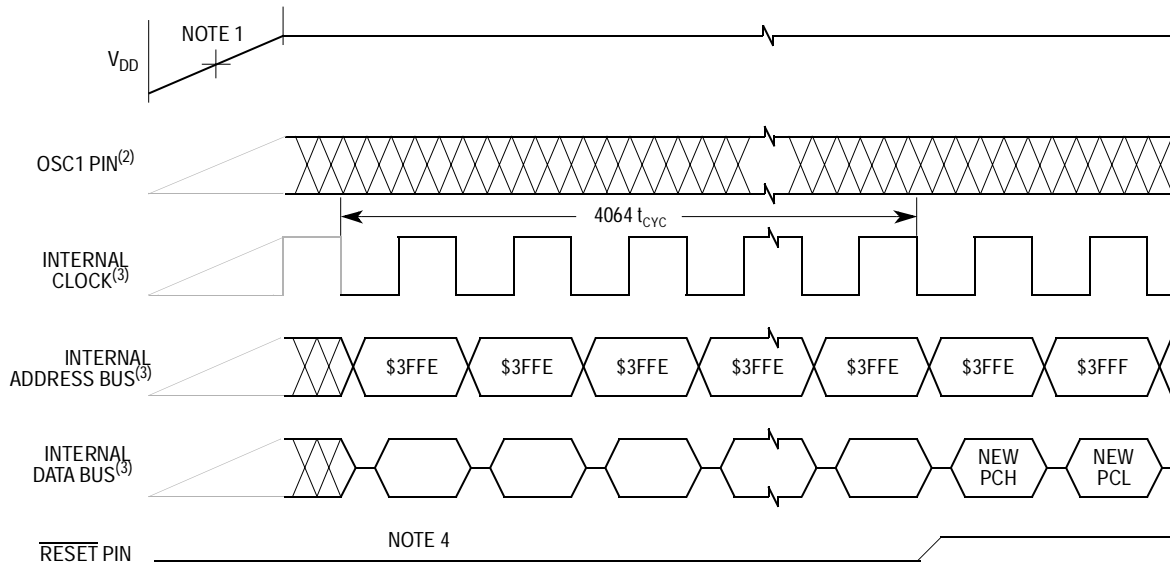 NOTE 1
VDD
OSC1 PIN(2)
4064 tCYC
INTERNAL
CLOCK(3)
INTERNAL
ADDRESS BUS(3)
$3FFE $3FFE $3FFE $3FFE $3FFE $3FFE $3FFF
INTERNAL
DATA BUS(3)
NEW
PCH
NEW
PCL
NOTE 4
RESET PIN